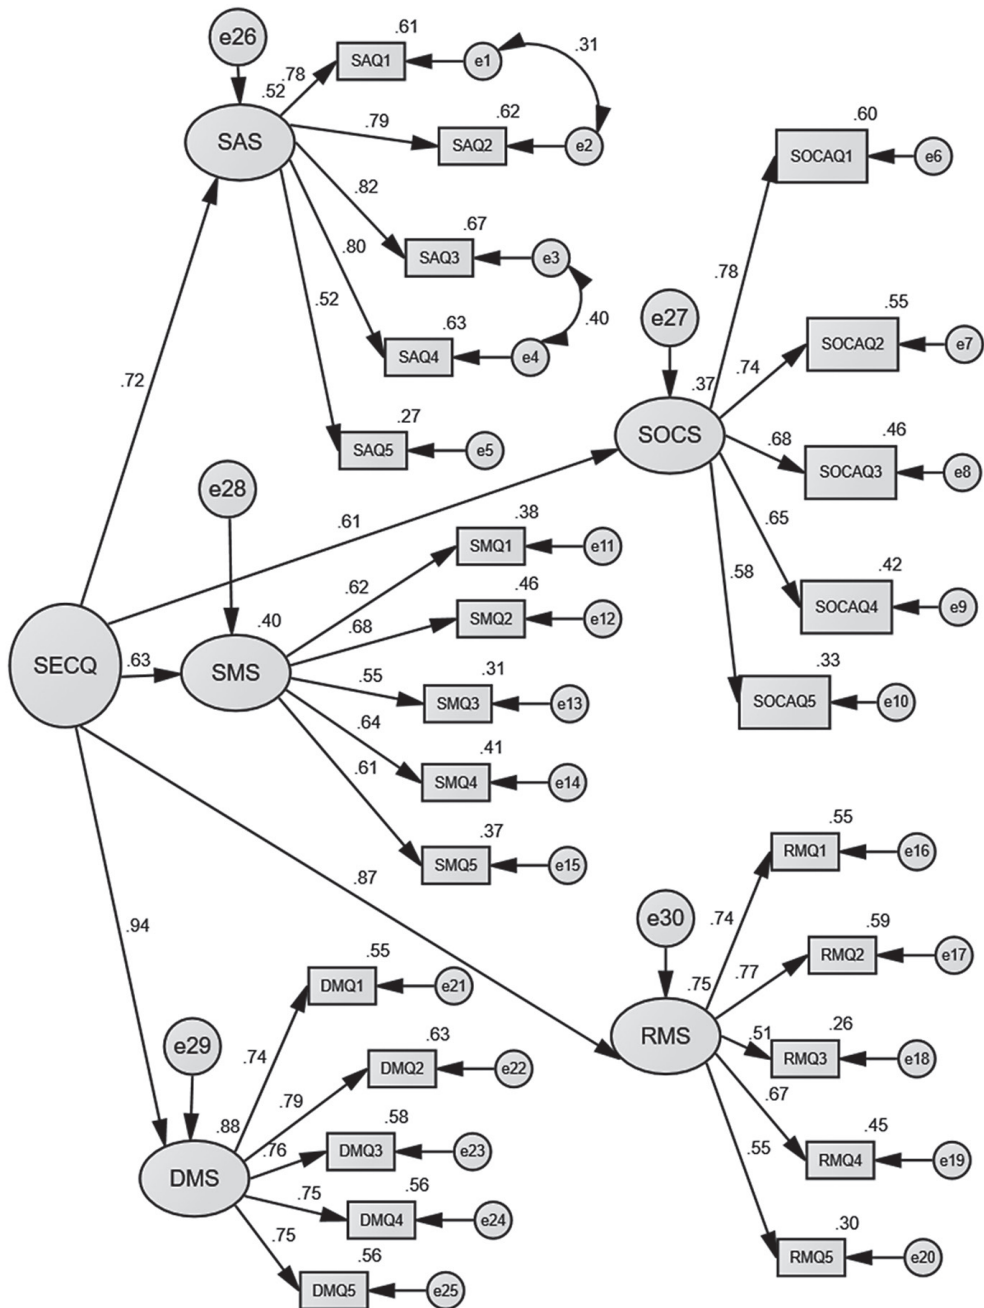 e26
.61
SAQ1
e1
.31
.78
.52
SAS
.79
.62
SAQ2
e2
.82
.67
SAQ3
e3
.80
.63
SAQ4
e4
.40
.52
.27
SAQ5
e5
.72
.60
SOCAQ1
e6
.78
e27
.55
SOCAQ2
e7
.74
.37
SOCS
.68
.46
SOCAQ3
e8
.65
.42
SOCAQ4
e9
.58
.33
SOCAQ5
e10
.61
e28
.38
SMQ1
e11
.62
.46
SMQ2
e12
.68
.40
SECQ
.63
SMS
.55
.31
SMQ3
e13
.64
.41
SMQ4
e14
.61
.37
SMQ5
e15
.87
.94
.55
RMQ1
e16
.74
e30
.59
RMQ2
e17
.77
.75
RMS
.51
.26
RMQ3
e18
.67
.45
RMQ4
e19
.55
.30
RMQ5
e20
.55
DMQ1
e21
.74
e29
.63
DMQ2
e22
.79
.88
DMS
.76
.58
DMQ3
e23
.75
.56
DMQ4
e24
.75
.56
DMQ5
e25